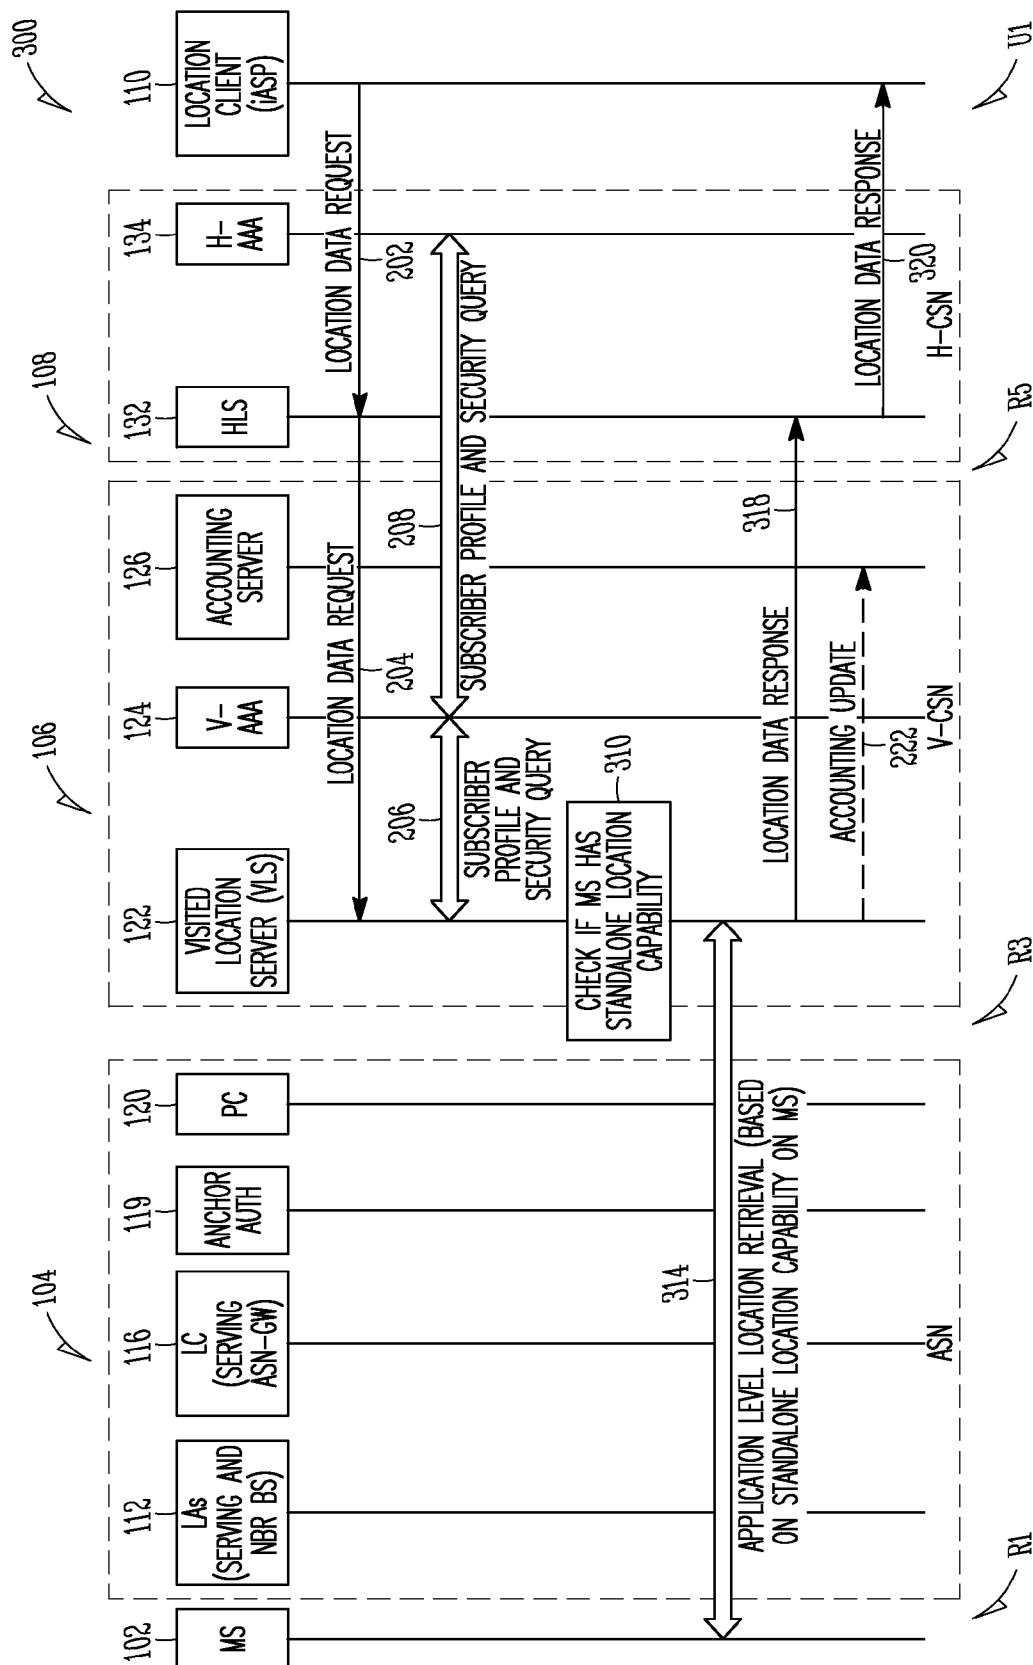 300
104
106
108
102
112
116
119
120
122
124
126
132
134
110
MS
LAs
(SERVING AND
NBR BS)
LC
(SERVING
ASN-GW)
ANCHOR
AUTH
PC
VISITED
LOCATION
SERVER (VLS)
V-
AAA
ACCOUNTING
SERVER
HLS
H-
AAA
LOCATION
CLIENT
(iASP)
LOCATION DATA REQUEST
202
LOCATION DATA REQUEST
204
206
SUBSCRIBER
PROFILE AND
SECURITY QUERY
208
SUBSCRIBER PROFILE AND SECURITY QUERY
310
CHECK IF MS HAS
STANDALONE LOCATION
CAPABILITY
314
APPLICATION LEVEL LOCATION RETRIEVAL (BASED
ON STANDALONE LOCATION CAPABILITY ON MS)
LOCATION DATA RESPONSE
318
ACCOUNTING UPDATE
222
LOCATION DATA RESPONSE
320
ASN
V-CSN
H-CSN
R1
R3
R5
U1